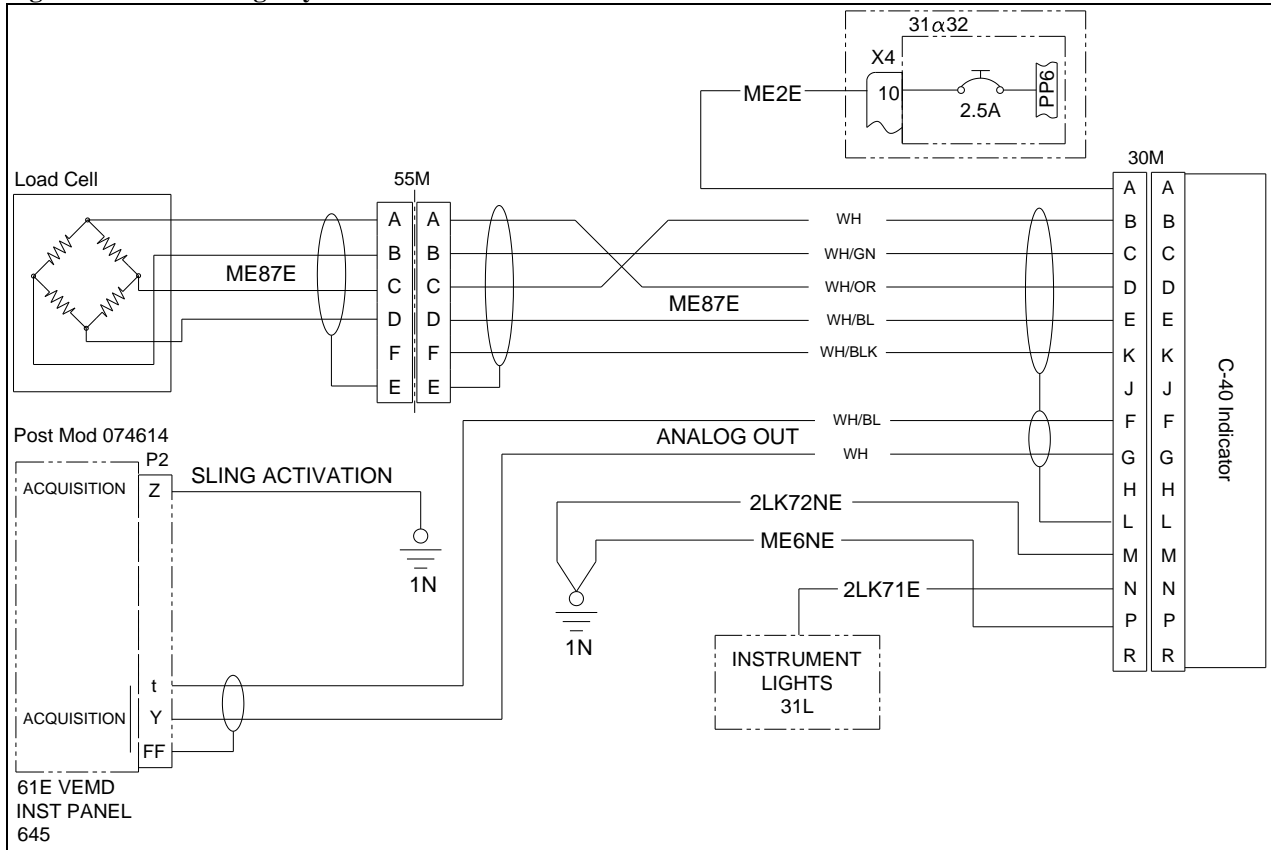 31α32
X4
10
2.5A
PP6
ME2E
30M
Load Cell
55M
ME87E
A A
B B
C C
D D
F F
E E
WH
WH/GN
WH/OR
ME87E
WH/BL
WH/BLK
A A
B B
C C
D D
E E
K K
J J
F F
G G
H H
L L
M M
N N
P P
R R
C-40 Indicator
WH/BL
ANALOG OUT
WH
Post Mod 074614
P2
ACQUISITION
Z
SLING ACTIVATION
1N
2LK72NE
ME6NE
1N
2LK71E
INSTRUMENT
LIGHTS
31L
t
ACQUISITION
Y
FF
61E VEMD
INST PANEL
645